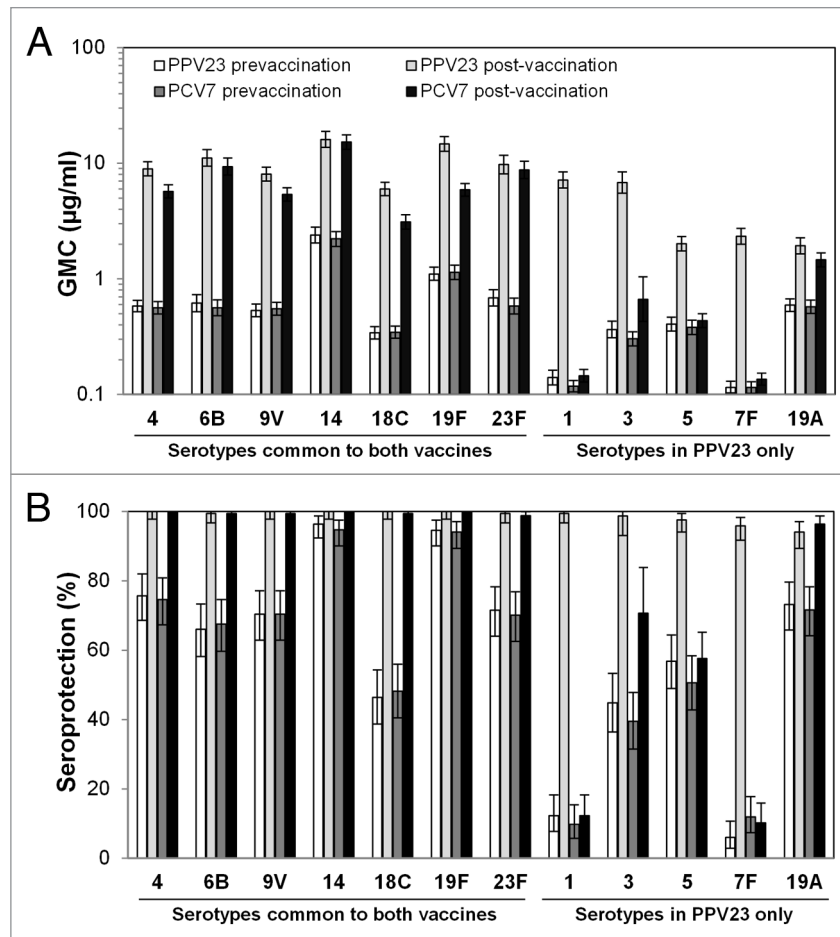 A
100
PPV23 prevaccination PPV23 post-vaccination
PCV7 prevaccination PCV7 post-vaccination
10
1
0.1
GMC (µg/ml)
4 6B 9V 14 18C 19F 23F 1 3 5 7F 19A
Serotypes common to both vaccines Serotypes in PPV23 only
B
100
80
60
40
20
0
Seroprotection (%)
4 6B 9V 14 18C 19F 23F 1 3 5 7F 19A
Serotypes common to both vaccines Serotypes in PPV23 only